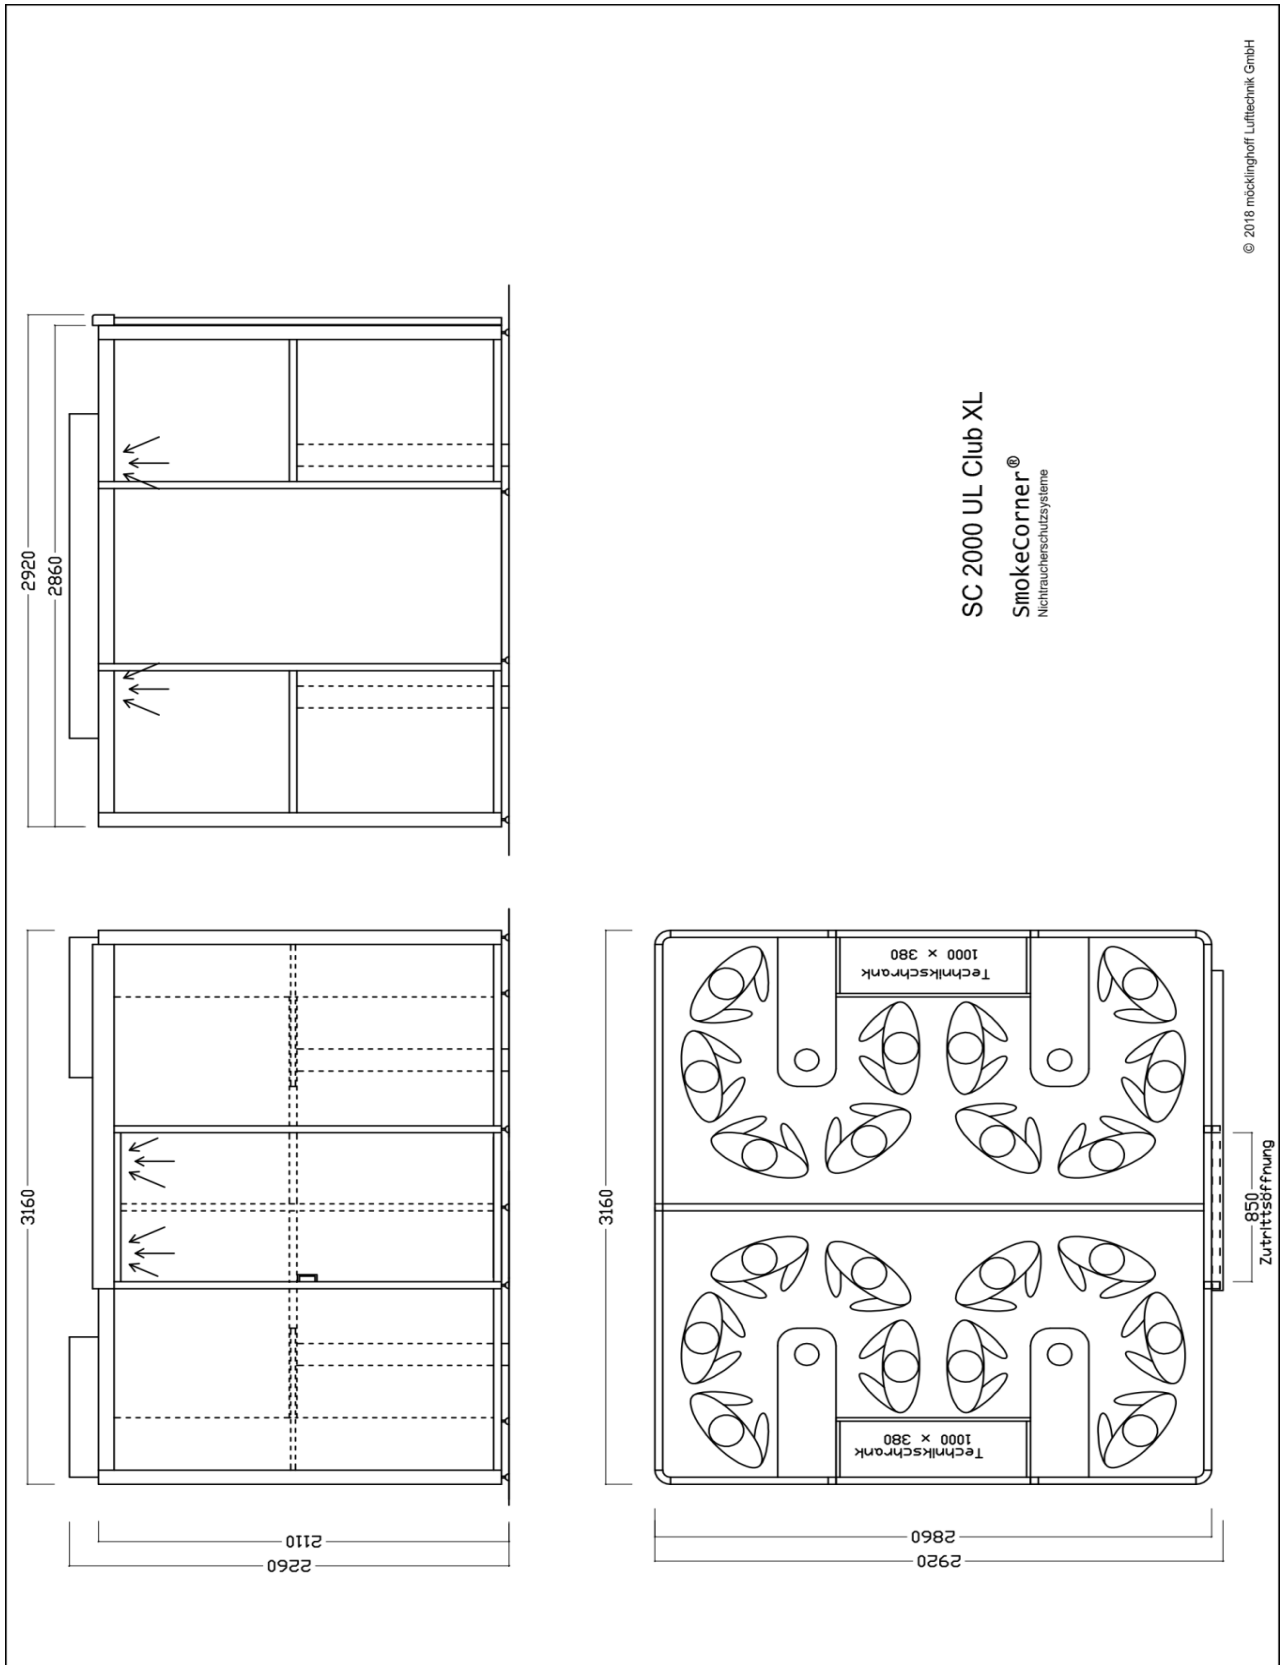 3160
2260
2110
2920
2860
3160
Technikschrank
1000 × 380
Technikschrank
1000 × 380
2920
2860
850
Zutrittsöffnung
SC 2000 UL Club XL
SmokeCorner®
Nichtraucherschutzsysteme
© 2018 möcklinghoff Lufttechnik GmbH